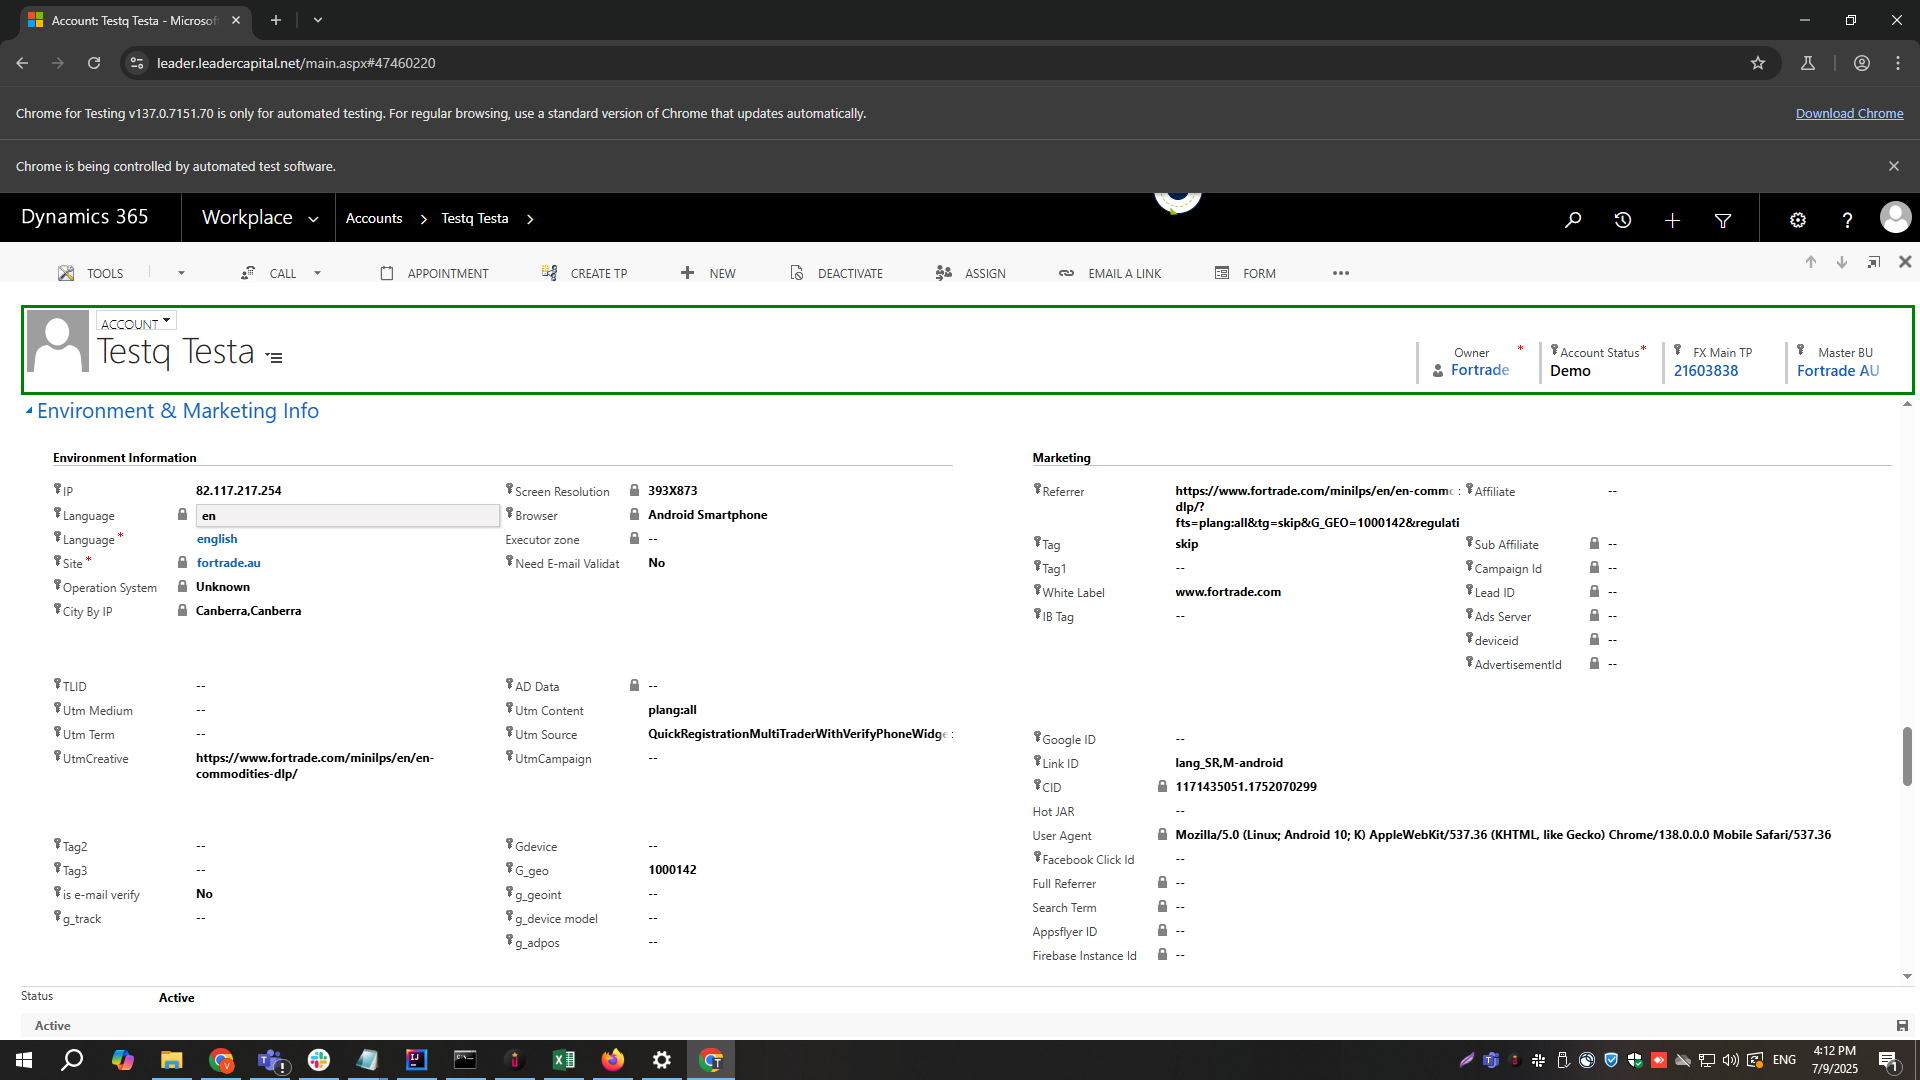 Account: Testq Testa - Microsof
leader.leadercapital.net/main.aspx#47460220
Chrome for Testing v137.0.7151.70 is only for automated testing. For regular browsing, use a standard version of Chrome that updates automatically.
Download Chrome
Chrome is being controlled by automated test software.
Dynamics 365
Workplace
Accounts
Testq Testa
TOOLS
CALL
APPOINTMENT
CREATE TP
NEW
DEACTIVATE
ASSIGN
EMAIL A LINK
FORM
ACCOUNT
Testq Testa
Owner *
Fortrade
Account Status *
Demo
FX Main TP
21603838
Master BU
Fortrade AU
Environment & Marketing Info
Environment Information
IP 82.117.217.254
Language en
Language * english
Site * fortrade.au
Operation System Unknown
City By IP Canberra,Canberra
Screen Resolution 393X873
Browser Android Smartphone
Executor zone --
Need E-mail Validat No
TLID --
Utm Medium --
Utm Term --
UtmCreative https://www.fortrade.com/minilps/en/en-
commodities-dlp/
AD Data --
Utm Content plang:all
Utm Source QuickRegistrationMultiTraderWithVerifyPhoneWidge
UtmCampaign --
Tag2 --
Tag3 --
is e-mail verify No
g_track --
Gdevice --
G_geo 1000142
g_geoint --
g_device model --
g_adpos --
Marketing
Referrer https://www.fortrade.com/minilps/en/en-commo
dlp/?
fts=plang:all&tg=skip&G_GEO=1000142&regulati
Tag skip
Tag1 --
White Label www.fortrade.com
IB Tag --
Affiliate --
Sub Affiliate --
Campaign Id --
Lead ID --
Ads Server --
deviceid --
AdvertisementId --
Google ID --
Link ID lang_SR,M-android
CID 1171435051.1752070299
Hot JAR --
User Agent Mozilla/5.0 (Linux; Android 10; K) AppleWebKit/537.36 (KHTML, like Gecko) Chrome/138.0.0.0 Mobile Safari/537.36
Facebook Click Id --
Full Referrer --
Search Term --
Appsflyer ID --
Firebase Instance Id --
Status Active
Active
ENG
4:12 PM
7/9/2025
1